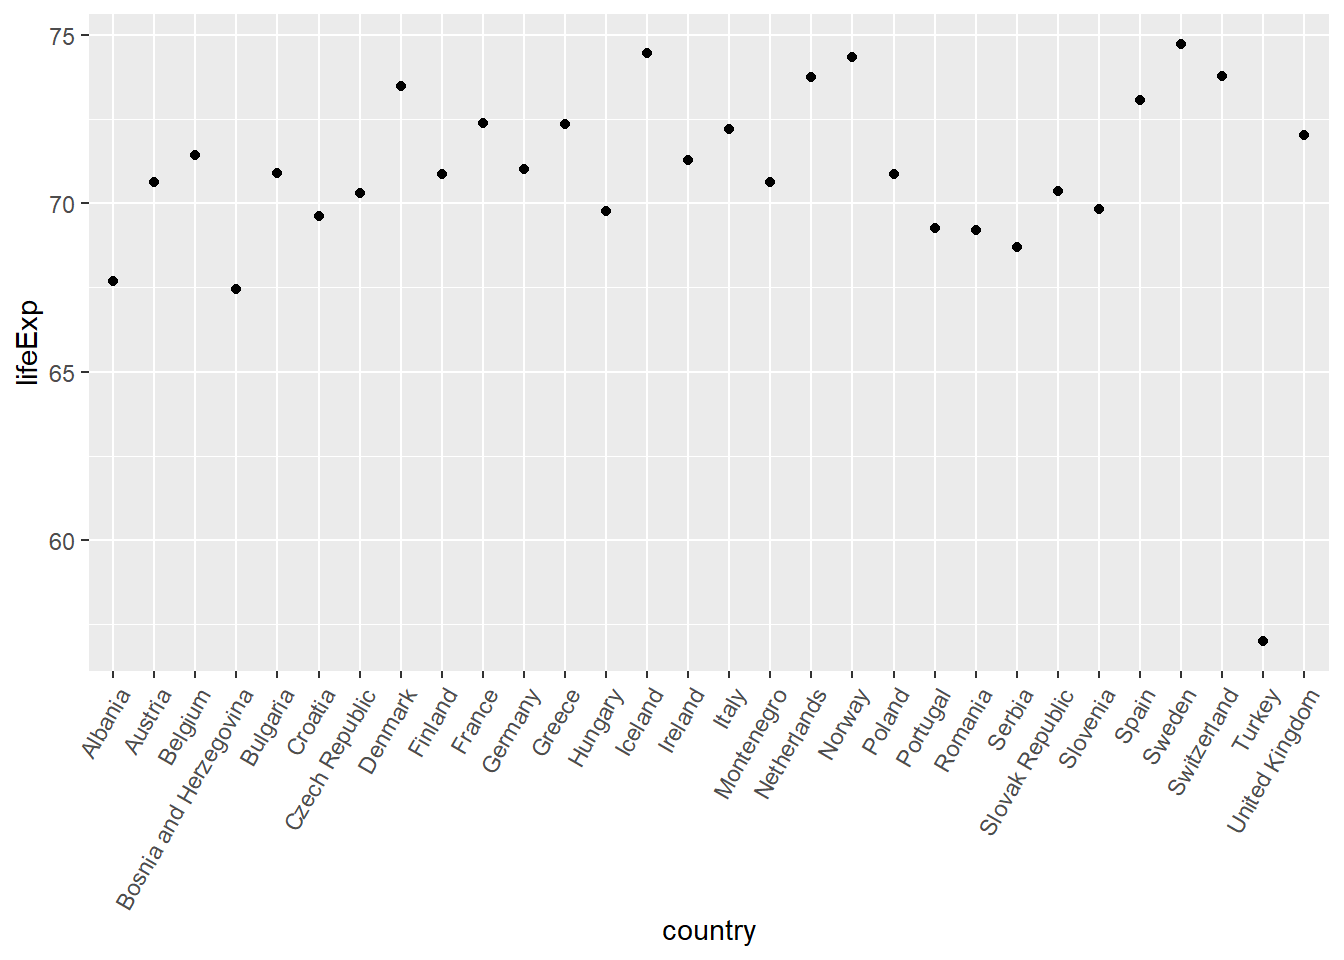 75
70
65
60
lifeExp
Albania
Austria
Belgium
Bosnia and Herzegovina
Bulgaria
Croatia
Czech Republic
Denmark
Finland
France
Germany
Greece
Hungary
Iceland
Ireland
Italy
Montenegro
Netherlands
Norway
Poland
Portugal
Romania
Serbia
Slovak Republic
Slovenia
Spain
Sweden
Switzerland
Turkey
United Kingdom
country